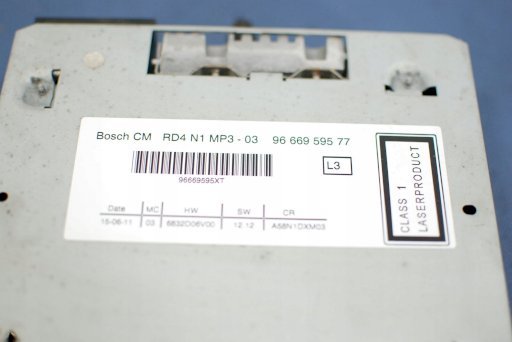 Bosch CM RD4 N1 MP3 - 03 96 669 595 77
L3
96669595XT
Date MC HW SW CR
15-06-11 03 6832D06V00 12.12 A58N1DXM03
CLASS 1
LASERPRODUCT